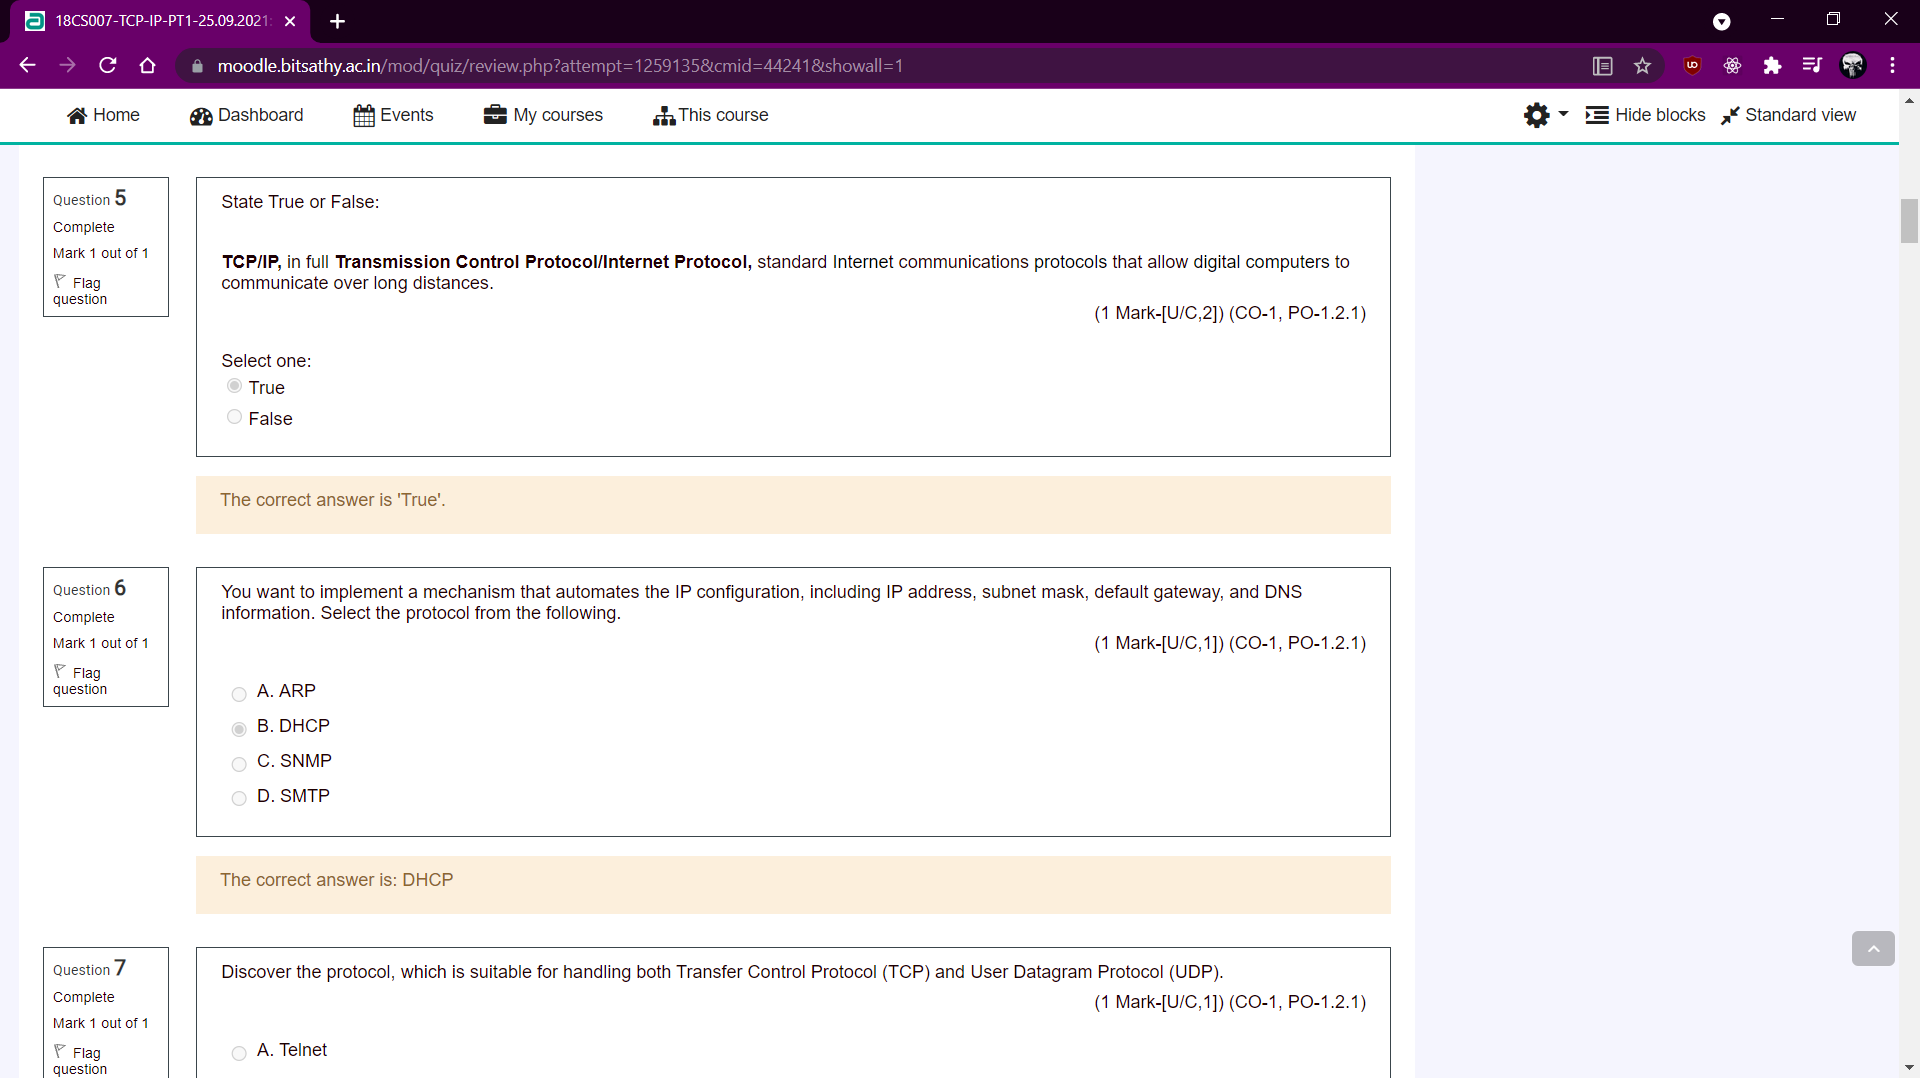 18CS007-TCP-IP-PT1-25.09.2021
moodle.bitsathy.ac.in/mod/quiz/review.php?attempt=1259135&cmid=44241&showall=1
Home
Dashboard
Events
My courses
This course
Hide blocks
Standard view
Question 5
Complete
Mark 1 out of 1
Flag
question
State True or False:
TCP/IP, in full Transmission Control Protocol/Internet Protocol, standard Internet communications protocols that allow digital computers to
communicate over long distances.
(1 Mark-[U/C,2]) (CO-1, PO-1.2.1)
Select one:
True
False
The correct answer is 'True'.
Question 6
Complete
Mark 1 out of 1
Flag
question
You want to implement a mechanism that automates the IP configuration, including IP address, subnet mask, default gateway, and DNS
information. Select the protocol from the following.
(1 Mark-[U/C,1]) (CO-1, PO-1.2.1)
A. ARP
B. DHCP
C. SNMP
D. SMTP
The correct answer is: DHCP
Question 7
Complete
Mark 1 out of 1
Flag
question
Discover the protocol, which is suitable for handling both Transfer Control Protocol (TCP) and User Datagram Protocol (UDP).
(1 Mark-[U/C,1]) (CO-1, PO-1.2.1)
A. Telnet